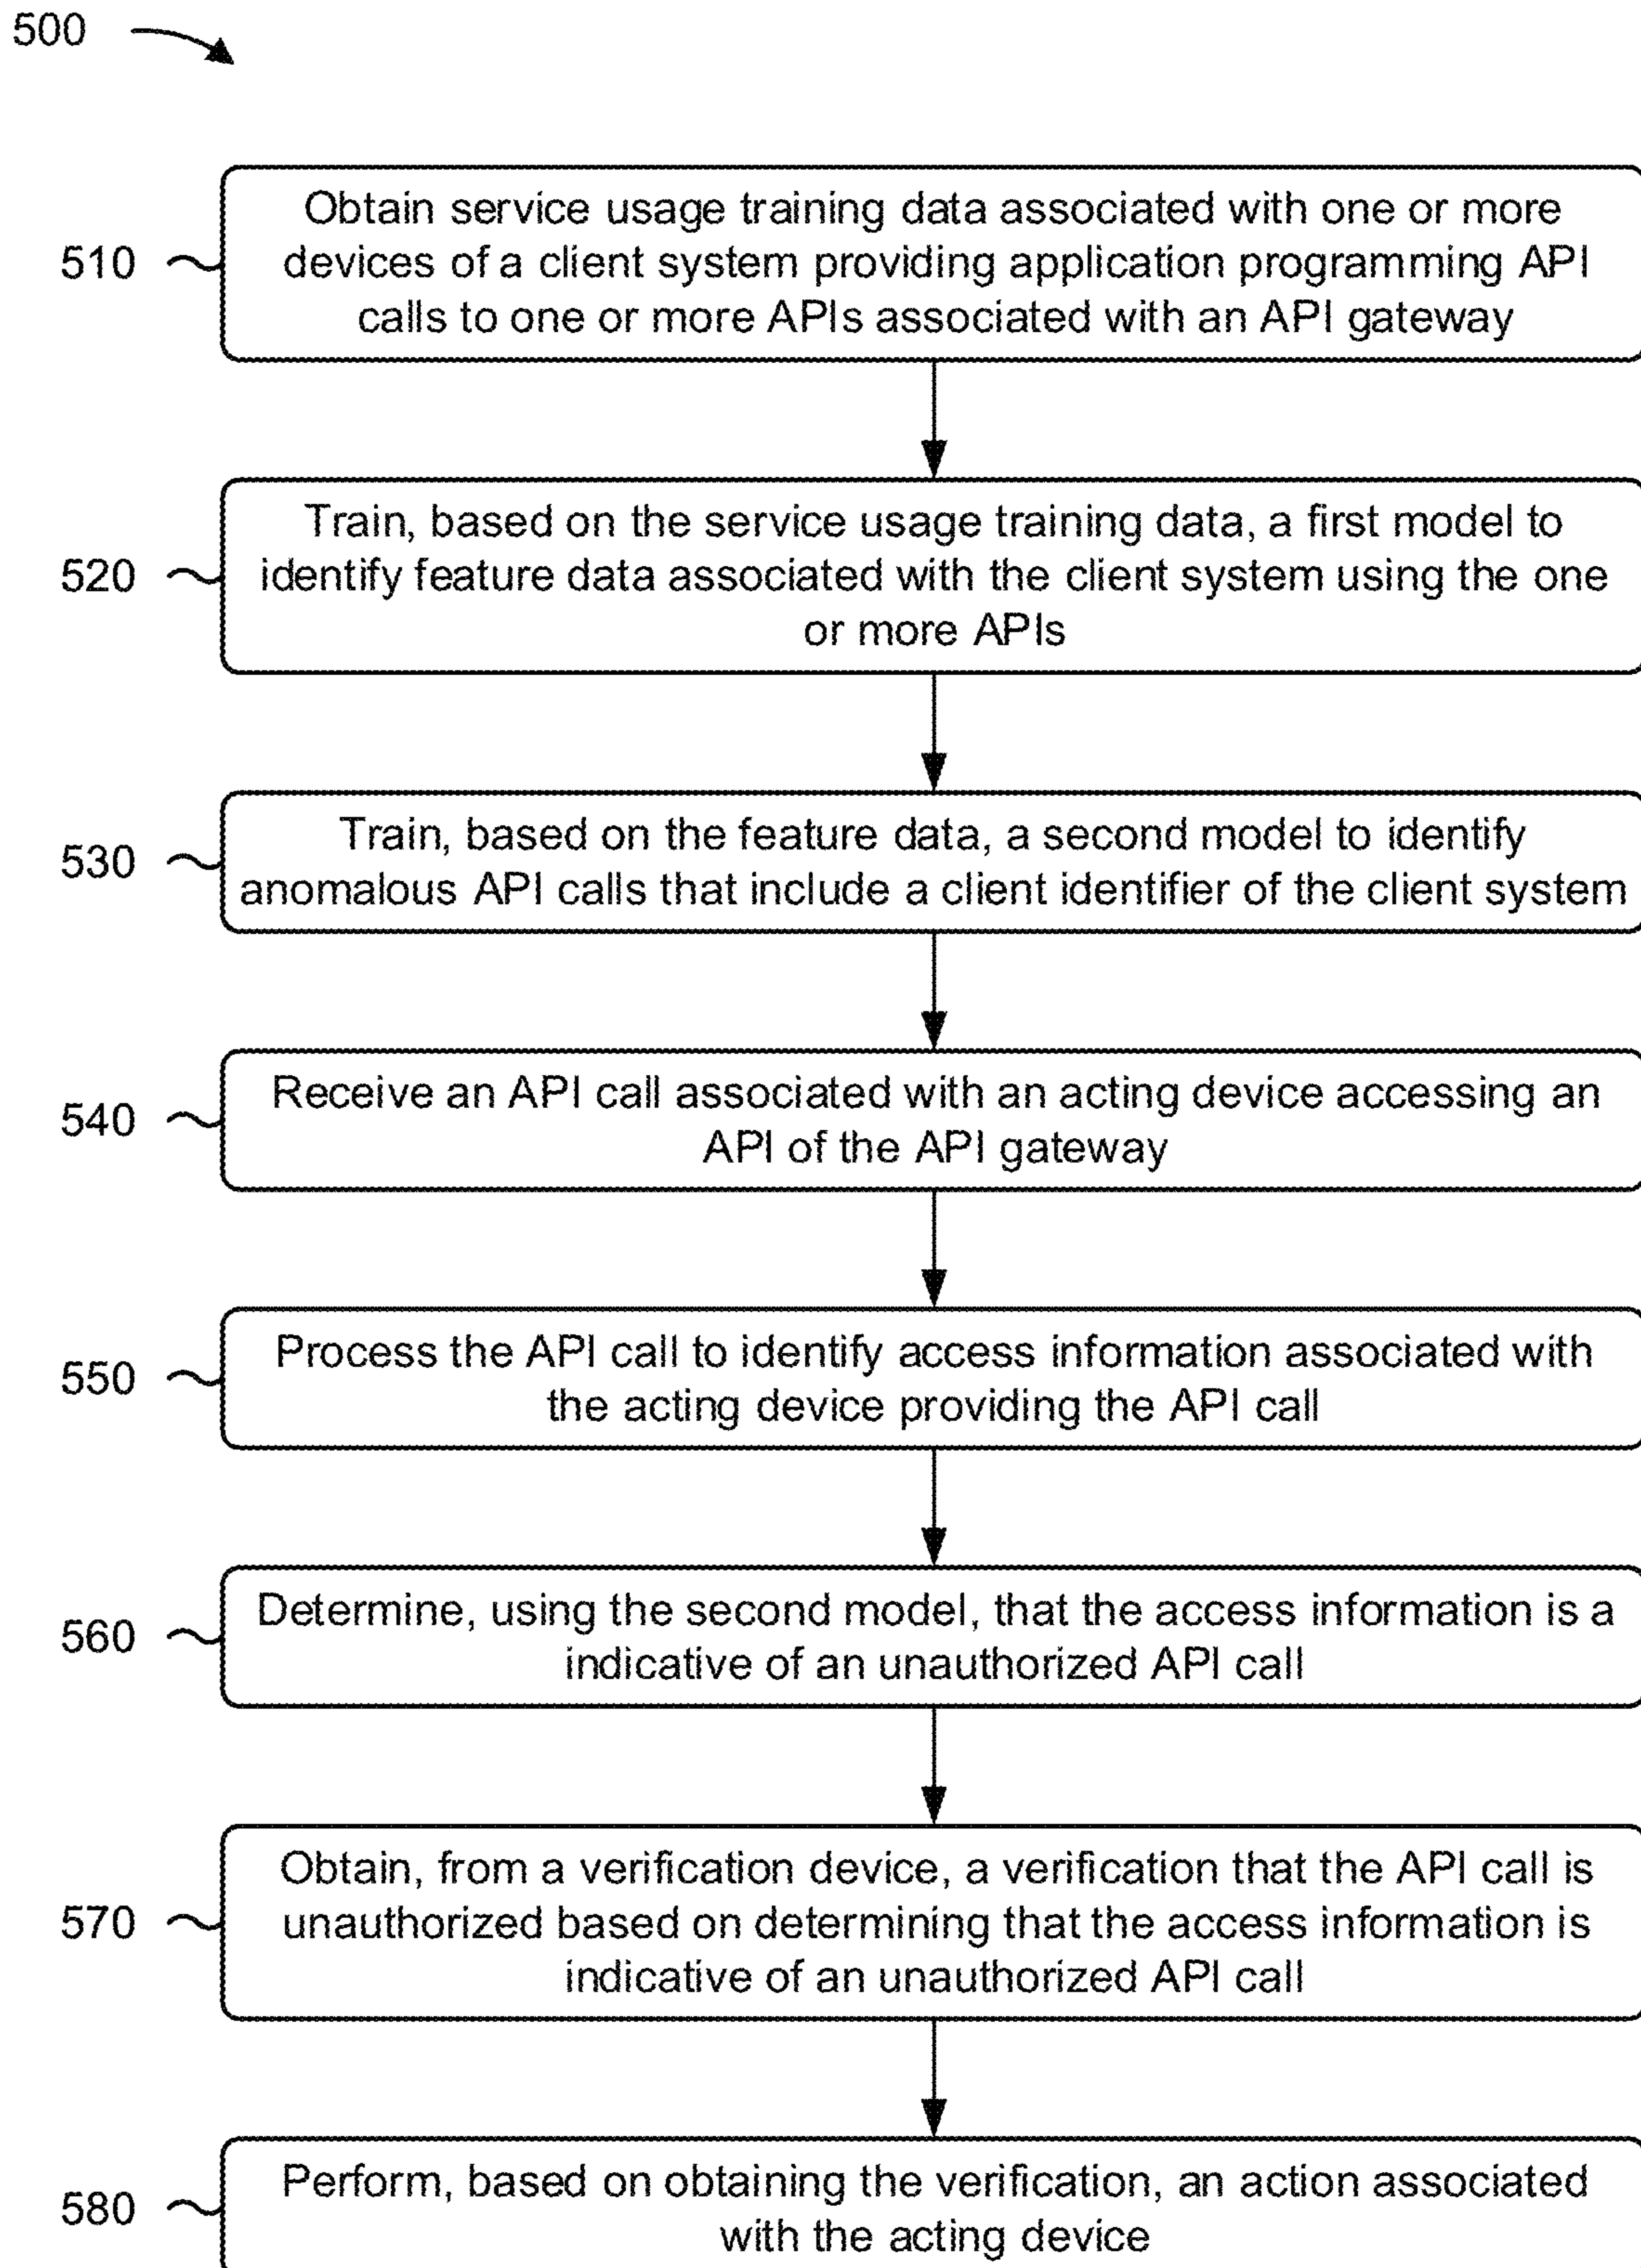 500
Obtain service usage training data associated with one or more
devices of a client system providing application programming API
calls to one or more APIs associated with an API gateway
510
Train, based on the service usage training data, a first model to
identify feature data associated with the client system using the one
or more APIs
520
Train, based on the feature data, a second model to identify
anomalous API calls that include a client identifier of the client system
530
Receive an API call associated with an acting device accessing an
API of the API gateway
540
Process the API call to identify access information associated with
the acting device providing the API call
550
Determine, using the second model, that the access information is a
indicative of an unauthorized API call
560
Obtain, from a verification device, a verification that the API call is
unauthorized based on determining that the access information is
indicative of an unauthorized API call
570
Perform, based on obtaining the verification, an action associated
with the acting device
580